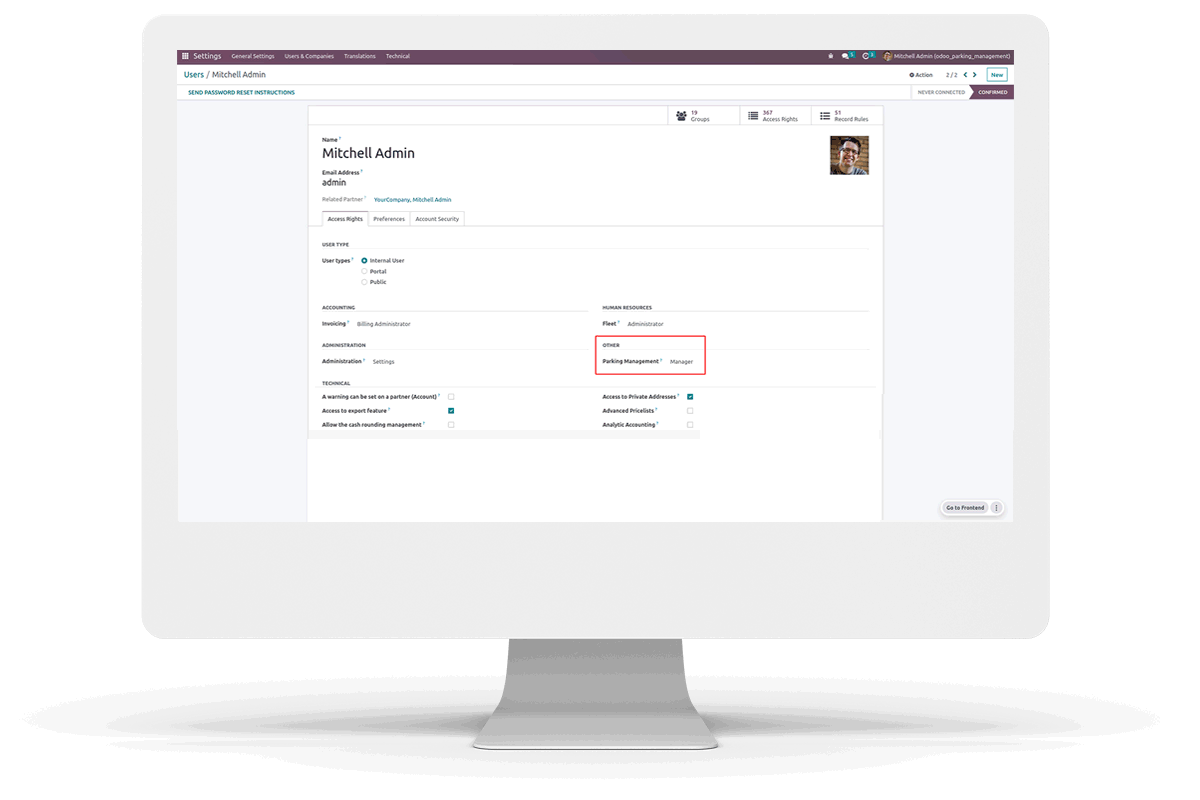 Settings General Settings Users & Companies Translations Technical 5 2 Mitchell Admin (odoo_parking_management)
Users / Mitchell Admin Action 2 / 2 New
SEND PASSWORD RESET INSTRUCTIONS NEVER CONNECTED CONFIRMED
19 Groups 367 Access Rights 51 Record Rules
Name ?
Mitchell Admin
Email Address ?
admin
Related Partner ? YourCompany, Mitchell Admin
Access Rights Preferences Account Security
USER TYPE
User types ? Internal User
Portal
Public
ACCOUNTING HUMAN RESOURCES
Invoicing ? Billing Administrator Fleet ? Administrator
ADMINISTRATION OTHER
Administration ? Settings Parking Management ? Manager
TECHNICAL
A warning can be set on a partner (Account) ? Access to Private Addresses ?
Access to export feature ? Advanced Pricelists ?
Allow the cash rounding management ? Analytic Accounting ?
Go to Frontend